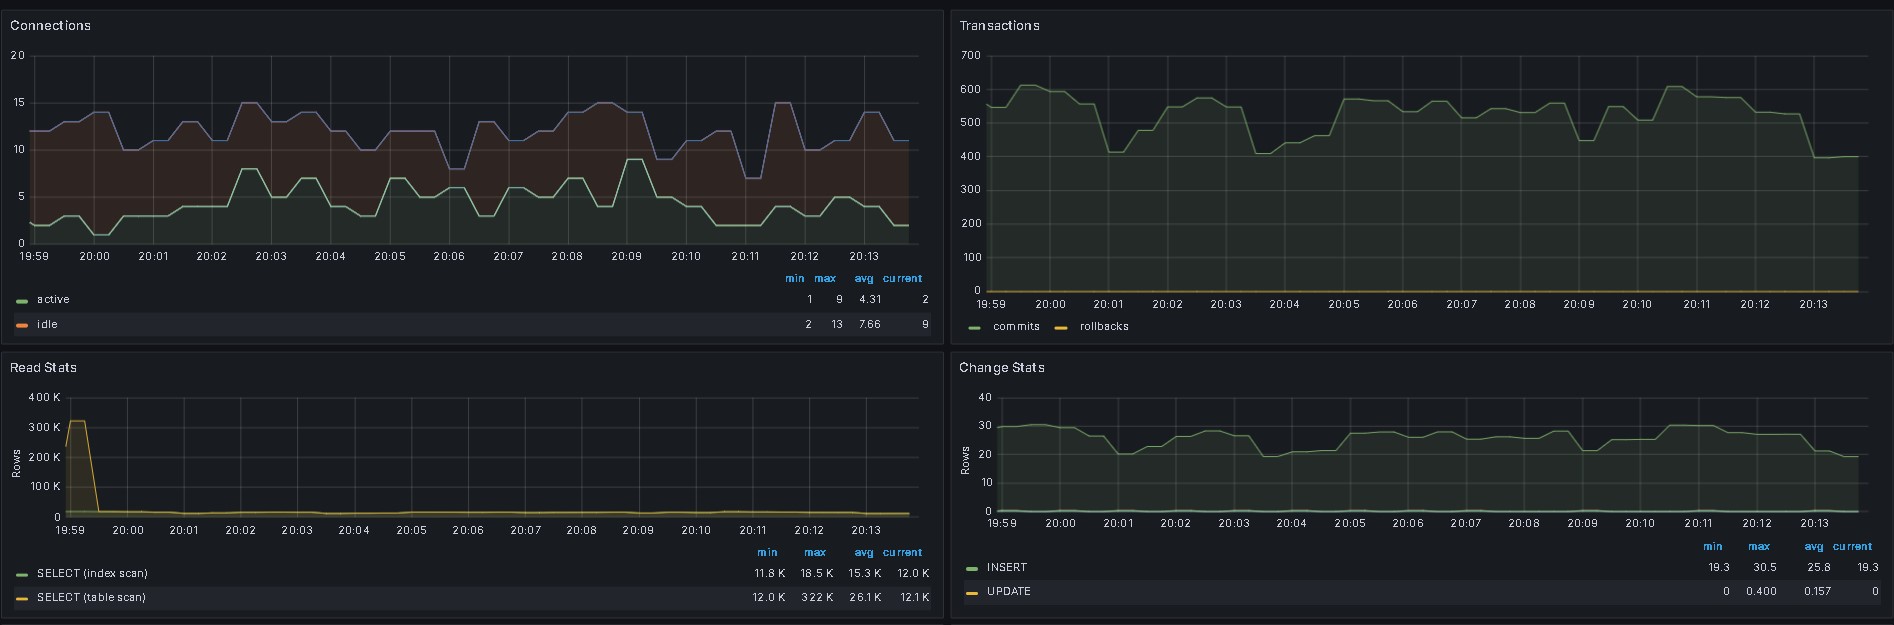 Connections
20
15
10
5
0
19:59 20:00 20:01 20:02 20:03 20:04 20:05 20:06 20:07 20:08 20:09 20:10 20:11 20:12 20:13
min max avg current
active 1 9 4.31 2
idle 2 13 7.66 9
Transactions
700
600
500
400
300
200
100
0
19:59 20:00 20:01 20:02 20:03 20:04 20:05 20:06 20:07 20:08 20:09 20:10 20:11 20:12 20:13
commits rollbacks
Read Stats
Rows
400 K
300 K
200 K
100 K
0
19:59 20:00 20:01 20:02 20:03 20:04 20:05 20:06 20:07 20:08 20:09 20:10 20:11 20:12 20:13
min max avg current
SELECT (index scan) 11.8 K 18.5 K 15.3 K 12.0 K
SELECT (table scan) 12.0 K 322 K 26.1 K 12.1 K
Change Stats
Rows
40
30
20
10
0
19:59 20:00 20:01 20:02 20:03 20:04 20:05 20:06 20:07 20:08 20:09 20:10 20:11 20:12 20:13
min max avg current
INSERT 19.3 30.5 25.8 19.3
UPDATE 0 0.400 0.157 0